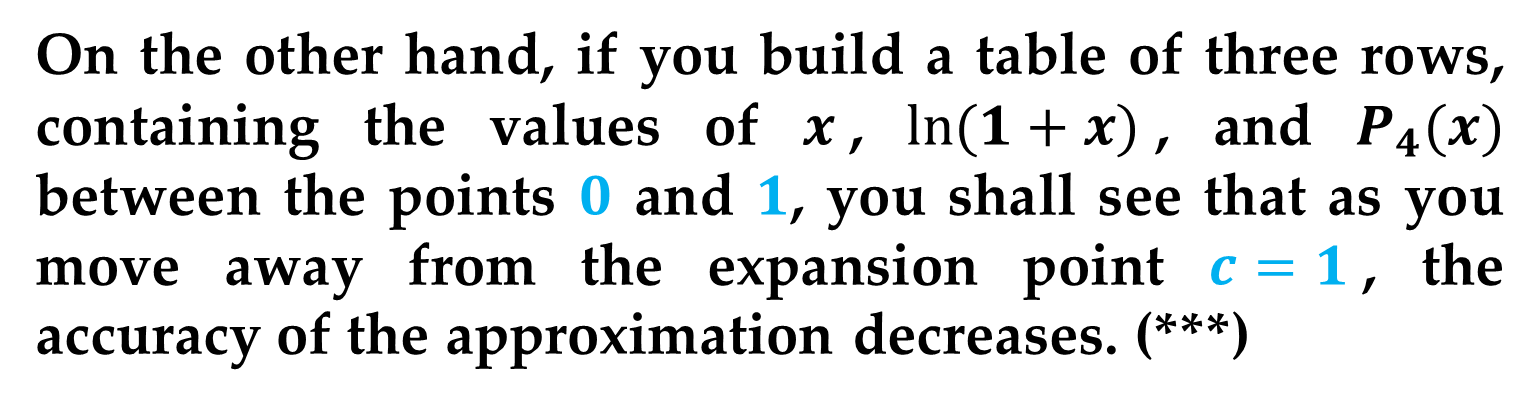 On the other hand, if you build a table of three rows,
containing the values of x, ln(1 + x), and P₄(x)
between the points 0 and 1, you shall see that as you
move away from the expansion point c = 1, the
accuracy of the approximation decreases. (***)